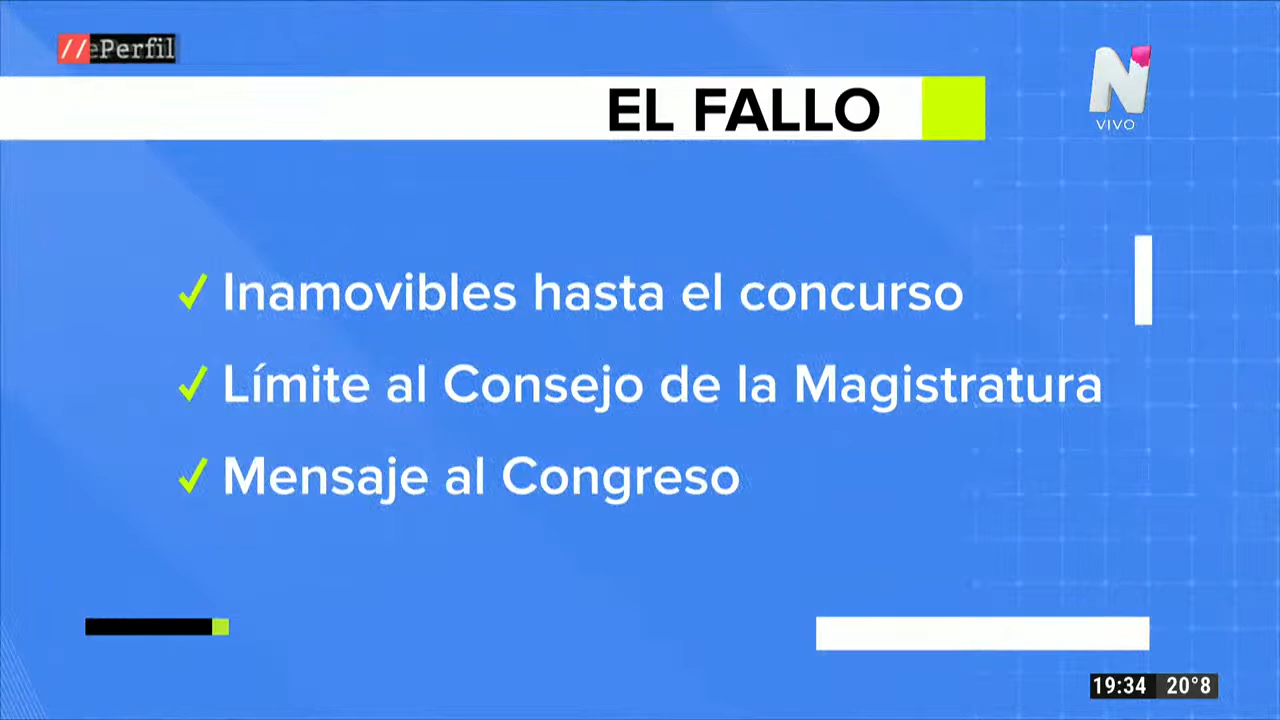 //ePerfil
EL FALLO
N
VIVO
Inamovibles hasta el concurso
Límite al Consejo de la Magistratura
Mensaje al Congreso
19:34 20°8